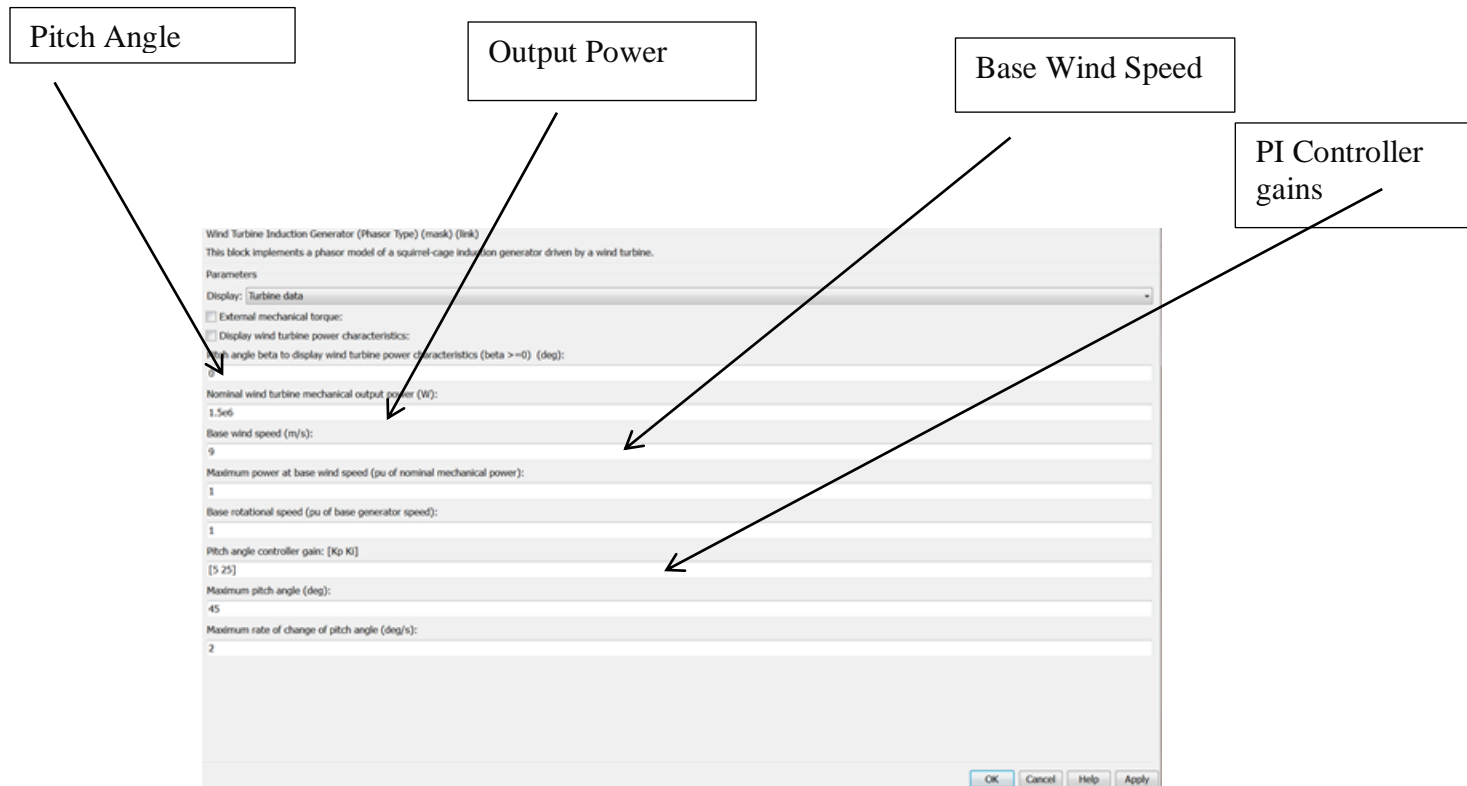 Pitch Angle
Output Power
Base Wind Speed
PI Controller
gains
Wind Turbine Induction Generator (Phasor Type) (mask) (link)
This block implements a phasor model of a squirrel-cage induction generator driven by a wind turbine.
Parameters
Display: Turbine data
External mechanical torque:
Display wind turbine power characteristics:
Pitch angle beta to display wind turbine power characteristics (beta >=0) (deg):
0
Nominal wind turbine mechanical output power (W):
1.5e6
Base wind speed (m/s):
9
Maximum power at base wind speed (pu of nominal mechanical power):
1
Base rotational speed (pu of base generator speed):
1
Pitch angle controller gain: [Kp Ki]
[5 25]
Maximum pitch angle (deg):
45
Maximum rate of change of pitch angle (deg/s):
2
OK Cancel Help Apply